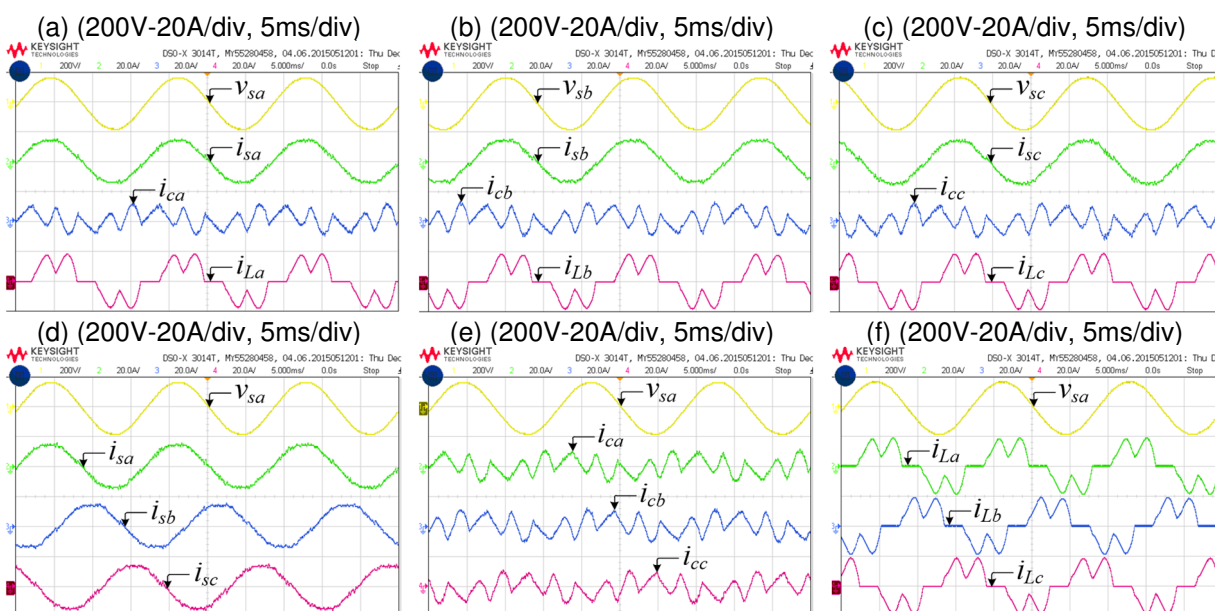 (a) (200V-20A/div, 5ms/div)
KEYSIGHT
TECHNOLOGIES
DSO-X 3014T, MY55280458, 04.06.2015051201: Thu Dec
1 200V/ 2 20.0A/ 3 20.0A/ 4 20.0A/ 5.000ms/ 0.0s Stop
v_sa
i_sa
i_ca
i_La
(b) (200V-20A/div, 5ms/div)
KEYSIGHT
TECHNOLOGIES
DSO-X 3014T, MY55280458, 04.06.2015051201: Thu Dec
1 200V/ 2 20.0A/ 3 20.0A/ 4 20.0A/ 5.000ms/ 0.0s Stop
v_sb
i_sb
i_cb
i_Lb
(c) (200V-20A/div, 5ms/div)
KEYSIGHT
TECHNOLOGIES
DSO-X 3014T, MY55280458, 04.06.2015051201: Thu Dec
200V/ 2 20.0A/ 3 20.0A/ 4 20.0A/ 5.000ms/ 0.0s Stop
v_sc
i_sc
i_cc
i_Lc
(d) (200V-20A/div, 5ms/div)
KEYSIGHT
TECHNOLOGIES
DSO-X 3014T, MY55280458, 04.06.2015051201: Thu Dec
200V/ 2 20.0A/ 3 20.0A/ 4 20.0A/ 5.000ms/ 0.0s Stop
v_sa
i_sa
i_sb
i_sc
(e) (200V-20A/div, 5ms/div)
KEYSIGHT
TECHNOLOGIES
DSO-X 3014T, MY55280458, 04.06.2015051201: Thu Dec
200V/ 2 20.0A/ 3 20.0A/ 4 20.0A/ 5.000ms/ 0.0s Stop
v_sa
i_ca
i_cb
i_cc
(f) (200V-20A/div, 5ms/div)
KEYSIGHT
TECHNOLOGIES
DSO-X 3014T, MY55280458, 04.06.2015051201: Thu Dec
200V/ 2 20.0A/ 3 20.0A/ 4 20.0A/ 5.000ms/ 0.0s Stop
v_sa
i_La
i_Lb
i_Lc